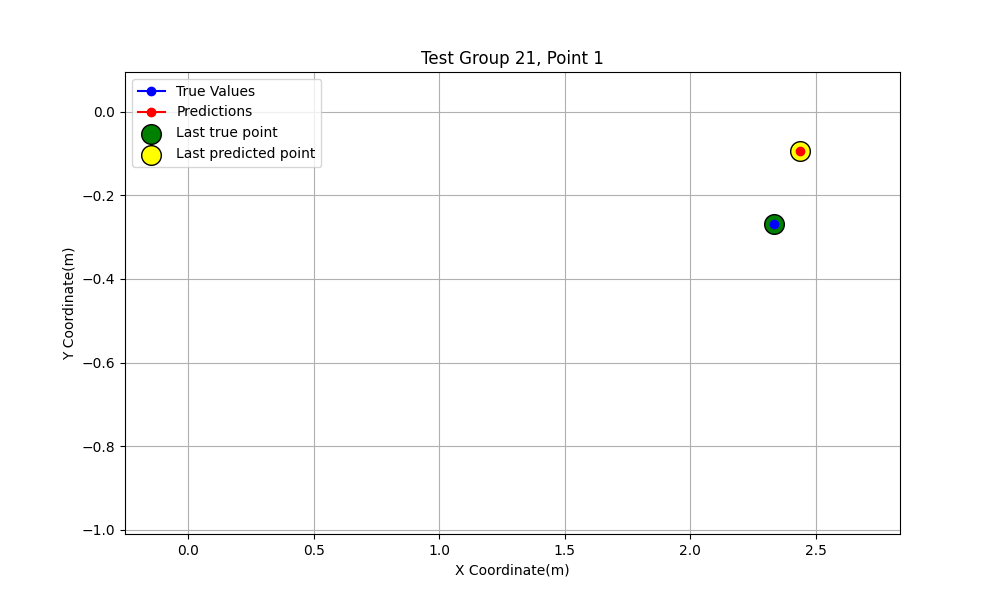 Test Group 21, Point 1
True Values
Predictions
Last true point
Last predicted point
Y Coordinate(m)
0.0
−0.2
−0.4
−0.6
−0.8
−1.0
0.0 0.5 1.0 1.5 2.0 2.5
X Coordinate(m)